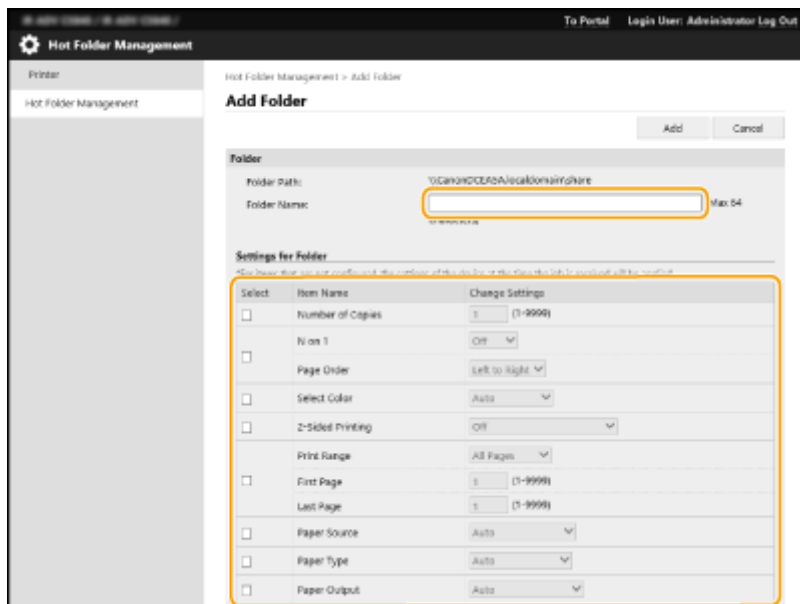 To Portal Login User: Administrator Log Out
Hot Folder Management
Printer
Hot Folder Management
Hot Folder Management > Add Folder
Add Folder
Add Cancel
Folder
Folder Path:
Folder Name: Max 64
Settings for Folder
Select Item Name Change Settings
Number of Copies 1 (1-9999)
N on 1 Off
Page Order Left to Right
Select Color Auto
2-Sided Printing Off
Print Range All Pages
First Page 1 (1-9999)
Last Page 1 (1-9999)
Paper Source Auto
Paper Type Auto
Paper Output Auto